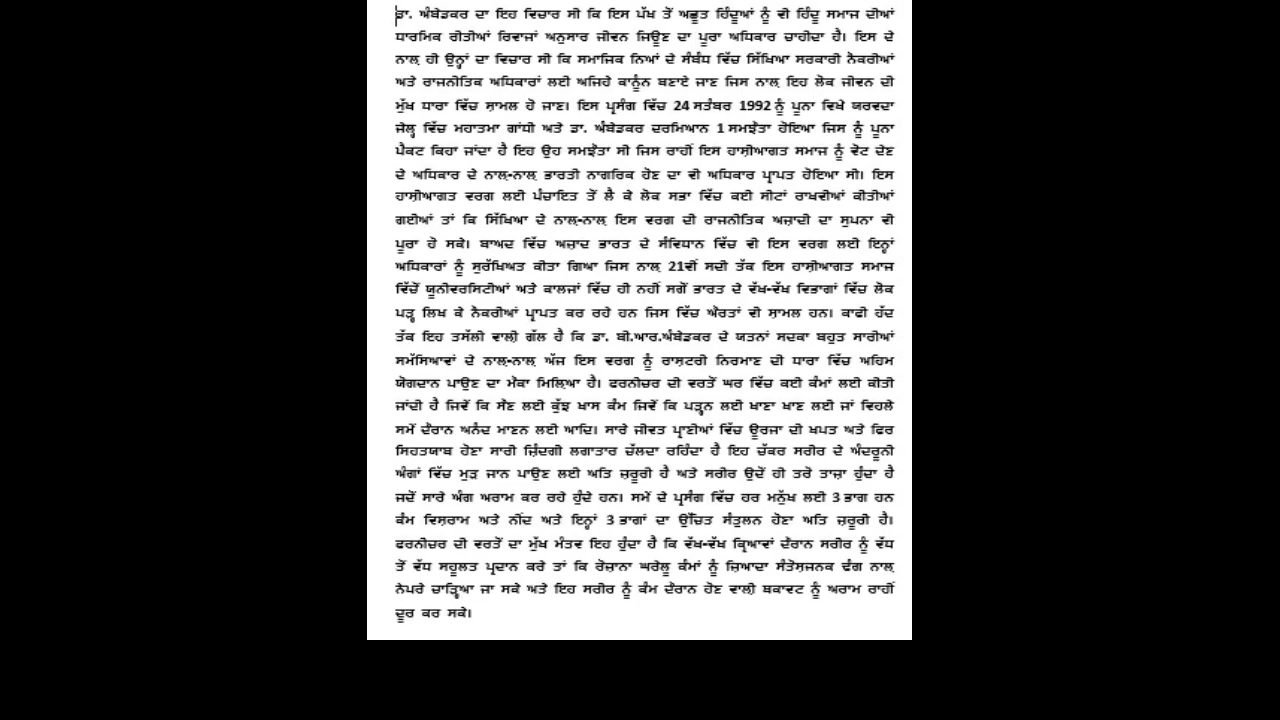 ਡਾ. ਅੰਬੇਡਕਰ ਦਾ ਇਹ ਵਿਚਾਰ ਸੀ ਕਿ ਇਸ ਪੱਖ ਤੋਂ ਅਛੂਤ ਹਿੰਦੂਆਂ ਨੂੰ ਵੀ ਹਿੰਦੂ ਸਮਾਜ ਦੀਆਂ
ਧਾਰਮਿਕ ਰੀਤੀਆਂ ਰਿਵਾਜਾਂ ਅਨੁਸਾਰ ਜੀਵਨ ਜਿਊਣ ਦਾ ਪੂਰਾ ਅਧਿਕਾਰ ਚਾਹੀਦਾ ਹੈ। ਇਸ ਦੇ
ਨਾਲ ਹੀ ਉਨ੍ਹਾਂ ਦਾ ਵਿਚਾਰ ਸੀ ਕਿ ਸਮਾਜਿਕ ਨਿਆਂ ਦੇ ਸੰਬੰਧ ਵਿੱਚ ਸਿੱਖਿਆ ਸਰਕਾਰੀ ਨੌਕਰੀਆਂ
ਅਤੇ ਰਾਜਨੀਤਿਕ ਅਧਿਕਾਰਾਂ ਲਈ ਅਜਿਹੇ ਕਾਨੂੰਨ ਬਣਾਏ ਜਾਣ ਜਿਸ ਨਾਲ ਇਹ ਲੋਕ ਜੀਵਨ ਦੀ
ਮੁੱਖ ਧਾਰਾ ਵਿੱਚ ਸ਼ਾਮਲ ਹੋ ਜਾਣ। ਇਸ ਪ੍ਰਸੰਗ ਵਿੱਚ 24 ਸਤੰਬਰ 1992 ਨੂੰ ਪੂਨਾ ਵਿਖੇ ਯਰਵਦਾ
ਜੇਲ੍ਹ ਵਿੱਚ ਮਹਾਤਮਾ ਗਾਂਧੀ ਅਤੇ ਡਾ. ਅੰਬੇਡਕਰ ਦਰਮਿਆਨ 1 ਸਮਝੌਤਾ ਹੋਇਆ ਜਿਸ ਨੂੰ ਪੂਨਾ
ਪੈਕਟ ਕਿਹਾ ਜਾਂਦਾ ਹੈ ਇਹ ਉਹ ਸਮਝੌਤਾ ਸੀ ਜਿਸ ਰਾਹੀਂ ਇਸ ਹਾਸ਼ੀਆਗਤ ਸਮਾਜ ਨੂੰ ਵੋਟ ਦੇਣ
ਦੇ ਅਧਿਕਾਰ ਦੇ ਨਾਲ-ਨਾਲ ਭਾਰਤੀ ਨਾਗਰਿਕ ਹੋਣ ਦਾ ਵੀ ਅਧਿਕਾਰ ਪ੍ਰਾਪਤ ਹੋਇਆ ਸੀ। ਇਸ
ਹਾਸ਼ੀਆਗਤ ਵਰਗ ਲਈ ਪੰਚਾਇਤ ਤੋਂ ਲੈ ਕੇ ਲੋਕ ਸਭਾ ਵਿੱਚ ਕਈ ਸੀਟਾਂ ਰਾਖਵੀਆਂ ਕੀਤੀਆਂ
ਗਈਆਂ ਤਾਂ ਕਿ ਸਿੱਖਿਆ ਦੇ ਨਾਲ-ਨਾਲ ਇਸ ਵਰਗ ਦੀ ਰਾਜਨੀਤਿਕ ਅਜ਼ਾਦੀ ਦਾ ਸੁਪਨਾ ਵੀ
ਪੂਰਾ ਹੋ ਸਕੇ। ਬਾਅਦ ਵਿੱਚ ਅਜ਼ਾਦ ਭਾਰਤ ਦੇ ਸੰਵਿਧਾਨ ਵਿੱਚ ਵੀ ਇਸ ਵਰਗ ਲਈ ਇਨ੍ਹਾਂ
ਅਧਿਕਾਰਾਂ ਨੂੰ ਸੁਰੱਖਿਅਤ ਕੀਤਾ ਗਿਆ ਜਿਸ ਨਾਲ 21ਵੀਂ ਸਦੀ ਤੱਕ ਇਸ ਹਾਸ਼ੀਆਗਤ ਸਮਾਜ
ਵਿੱਚੋਂ ਯੂਨੀਵਰਸਿਟੀਆਂ ਅਤੇ ਕਾਲਜਾਂ ਵਿੱਚ ਹੀ ਨਹੀਂ ਸਗੋਂ ਭਾਰਤ ਦੇ ਵੱਖ-ਵੱਖ ਵਿਭਾਗਾਂ ਵਿੱਚ ਲੋਕ
ਪੜ੍ਹ ਲਿਖ ਕੇ ਨੌਕਰੀਆਂ ਪ੍ਰਾਪਤ ਕਰ ਰਹੇ ਹਨ ਜਿਸ ਵਿੱਚ ਔਰਤਾਂ ਵੀ ਸ਼ਾਮਲ ਹਨ। ਕਾਫੀ ਹੱਦ
ਤੱਕ ਇਹ ਤਸੱਲੀ ਵਾਲੀ ਗੱਲ ਹੈ ਕਿ ਡਾ. ਬੀ.ਆਰ.ਅੰਬੇਡਕਰ ਦੇ ਯਤਨਾਂ ਸਦਕਾ ਬਹੁਤ ਸਾਰੀਆਂ
ਸਮੱਸਿਆਵਾਂ ਦੇ ਨਾਲ-ਨਾਲ ਅੱਜ ਇਸ ਵਰਗ ਨੂੰ ਰਾਸ਼ਟਰੀ ਨਿਰਮਾਣ ਦੀ ਧਾਰਾ ਵਿੱਚ ਅਹਿਮ
ਯੋਗਦਾਨ ਪਾਉਣ ਦਾ ਮੌਕਾ ਮਿਲਿਆ ਹੈ। ਫਰਨੀਚਰ ਦੀ ਵਰਤੋਂ ਘਰ ਵਿੱਚ ਕਈ ਕੰਮਾਂ ਲਈ ਕੀਤੀ
ਜਾਂਦੀ ਹੈ ਜਿਵੇਂ ਕਿ ਸੌਣ ਲਈ ਕੁੱਝ ਖਾਸ ਕੰਮ ਜਿਵੇਂ ਕਿ ਪੜ੍ਹਨ ਲਈ ਖਾਣਾ ਖਾਣ ਲਈ ਜਾਂ ਵਿਹਲੇ
ਸਮੇਂ ਦੌਰਾਨ ਅਨੰਦ ਮਾਣਨ ਲਈ ਆਦਿ। ਸਾਰੇ ਜੀਵਤ ਪ੍ਰਾਣੀਆਂ ਵਿੱਚ ਊਰਜਾ ਦੀ ਖਪਤ ਅਤੇ ਫਿਰ
ਸਿਹਤਯਾਬ ਹੋਣਾ ਸਾਰੀ ਜ਼ਿੰਦਗੀ ਲਗਾਤਾਰ ਚੱਲਦਾ ਰਹਿੰਦਾ ਹੈ ਇਹ ਚੱਕਰ ਸਰੀਰ ਦੇ ਅੰਦਰੂਨੀ
ਅੰਗਾਂ ਵਿੱਚ ਮੁੜ ਜਾਨ ਪਾਉਣ ਲਈ ਅਤਿ ਜ਼ਰੂਰੀ ਹੈ ਅਤੇ ਸਰੀਰ ਉਦੋਂ ਹੀ ਤਰੋ ਤਾਜ਼ਾ ਹੁੰਦਾ ਹੈ
ਜਦੋਂ ਸਾਰੇ ਅੰਗ ਅਰਾਮ ਕਰ ਰਹੇ ਹੁੰਦੇ ਹਨ। ਸਮੇਂ ਦੇ ਪ੍ਰਸੰਗ ਵਿੱਚ ਹਰ ਮਨੁੱਖ ਲਈ 3 ਭਾਗ ਹਨ
ਕੰਮ ਵਿਸ਼ਰਾਮ ਅਤੇ ਨੀਂਦ ਅਤੇ ਇਨ੍ਹਾਂ 3 ਭਾਗਾਂ ਦਾ ਉੱਚਿਤ ਸੰਤੁਲਨ ਹੋਣਾ ਅਤਿ ਜ਼ਰੂਰੀ ਹੈ।
ਫਰਨੀਚਰ ਦੀ ਵਰਤੋਂ ਦਾ ਮੁੱਖ ਮੰਤਵ ਇਹ ਹੁੰਦਾ ਹੈ ਕਿ ਵੱਖ-ਵੱਖ ਕ੍ਰਿਆਵਾਂ ਦੌਰਾਨ ਸਰੀਰ ਨੂੰ ਵੱਧ
ਤੋਂ ਵੱਧ ਸਹੂਲਤ ਪ੍ਰਦਾਨ ਕਰੇ ਤਾਂ ਕਿ ਰੋਜ਼ਾਨਾ ਘਰੇਲੂ ਕੰਮਾਂ ਨੂੰ ਜ਼ਿਆਦਾ ਸੰਤੋਸ਼ਜਨਕ ਢੰਗ ਨਾਲ
ਨੇਪਰੇ ਚਾੜ੍ਹਿਆ ਜਾ ਸਕੇ ਅਤੇ ਇਹ ਸਰੀਰ ਨੂੰ ਕੰਮ ਦੌਰਾਨ ਹੋਣ ਵਾਲੀ ਥਕਾਵਟ ਨੂੰ ਅਰਾਮ ਰਾਹੀਂ
ਦੂਰ ਕਰ ਸਕੇ।